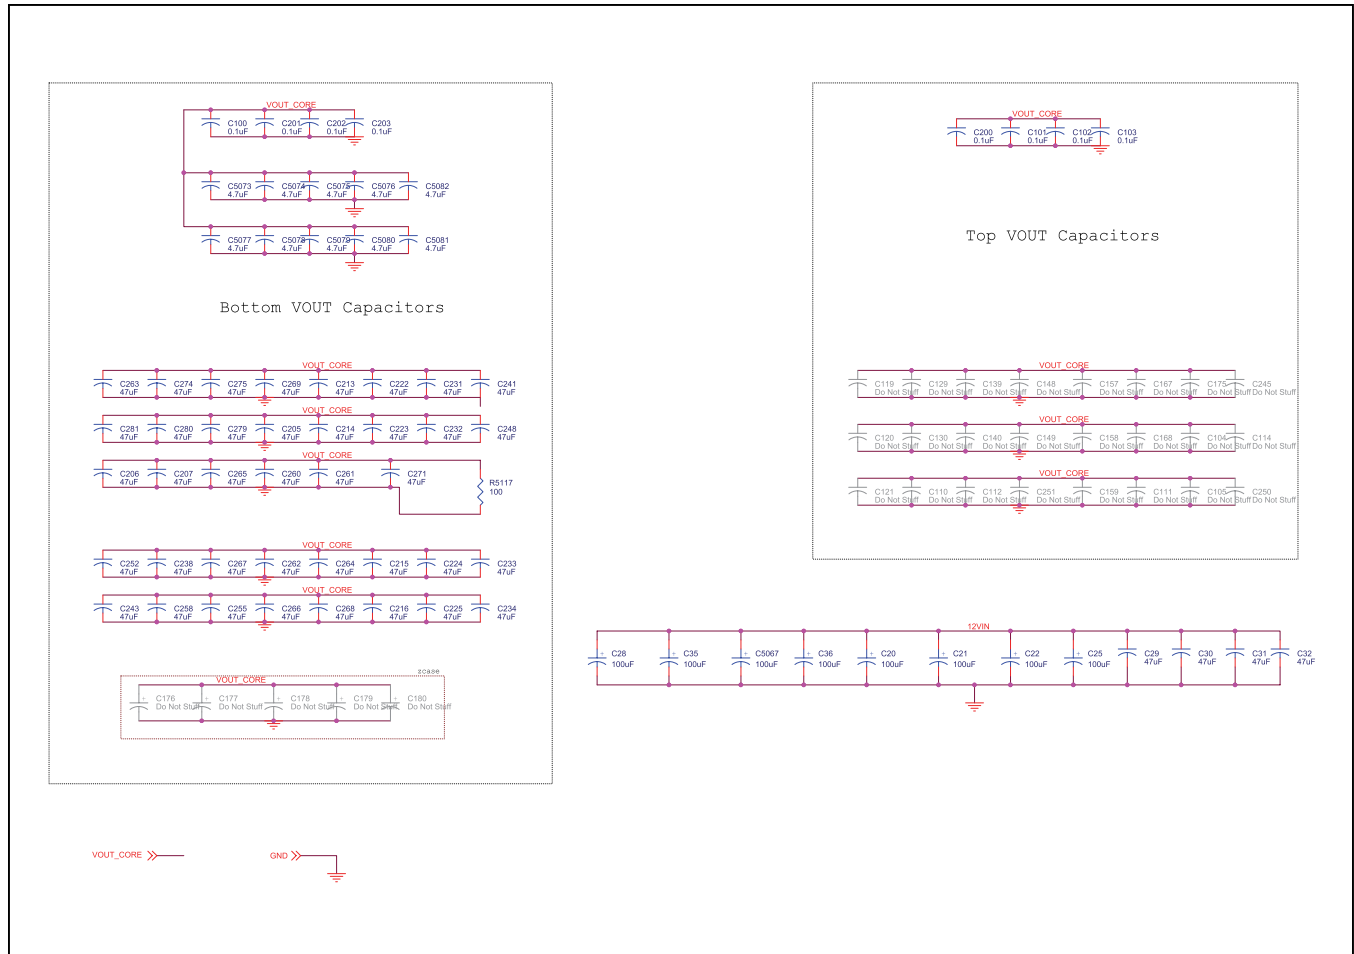 VOUT_CORE
C100 C201 C202 C203
0.1uF 0.1uF 0.1uF 0.1uF
C5073 C5074 C5075 C5076 C5082
4.7uF 4.7uF 4.7uF 4.7uF 4.7uF
C5077 C5078 C5079 C5080 C5081
4.7uF 4.7uF 4.7uF 4.7uF 4.7uF
Bottom VOUT Capacitors
VOUT_CORE
C263 C274 C275 C269 C213 C222 C231 C241
47uF 47uF 47uF 47uF 47uF 47uF 47uF 47uF
VOUT_CORE
C281 C280 C279 C205 C214 C223 C232 C248
47uF 47uF 47uF 47uF 47uF 47uF 47uF 47uF
VOUT_CORE
C206 C207 C265 C260 C261 C271
47uF 47uF 47uF 47uF 47uF 47uF
R5117
100
VOUT_CORE
C252 C238 C267 C262 C264 C215 C224 C233
47uF 47uF 47uF 47uF 47uF 47uF 47uF 47uF
VOUT_CORE
C243 C258 C255 C266 C268 C216 C225 C234
47uF 47uF 47uF 47uF 47uF 47uF 47uF 47uF
zcase
VOUT_CORE
C176 C177 C178 C179 C180
Do Not Stuff Do Not Stuff Do Not Stuff Do Not Stuff Do Not Stuff
VOUT_CORE
GND
VOUT_CORE
C200 C101 C102 C103
0.1uF 0.1uF 0.1uF 0.1uF
Top VOUT Capacitors
VOUT_CORE
C119 C129 C139 C148 C157 C167 C175 C245
Do Not Stuff Do Not Stuff Do Not Stuff Do Not Stuff Do Not Stuff Do Not Stuff Do Not Stuff Do Not Stuff
VOUT_CORE
C120 C130 C140 C149 C158 C168 C104 C114
Do Not Stuff Do Not Stuff Do Not Stuff Do Not Stuff Do Not Stuff Do Not Stuff Do Not Stuff Do Not Stuff
VOUT_CORE
C121 C110 C112 C251 C159 C111 C105 C250
Do Not Stuff Do Not Stuff Do Not Stuff Do Not Stuff Do Not Stuff Do Not Stuff Do Not Stuff Do Not Stuff
12VIN
C28 C35 C5067 C36 C20 C21 C22 C25 C29 C30 C31 C32
100uF 100uF 100uF 100uF 100uF 100uF 100uF 100uF 47uF 47uF 47uF 47uF